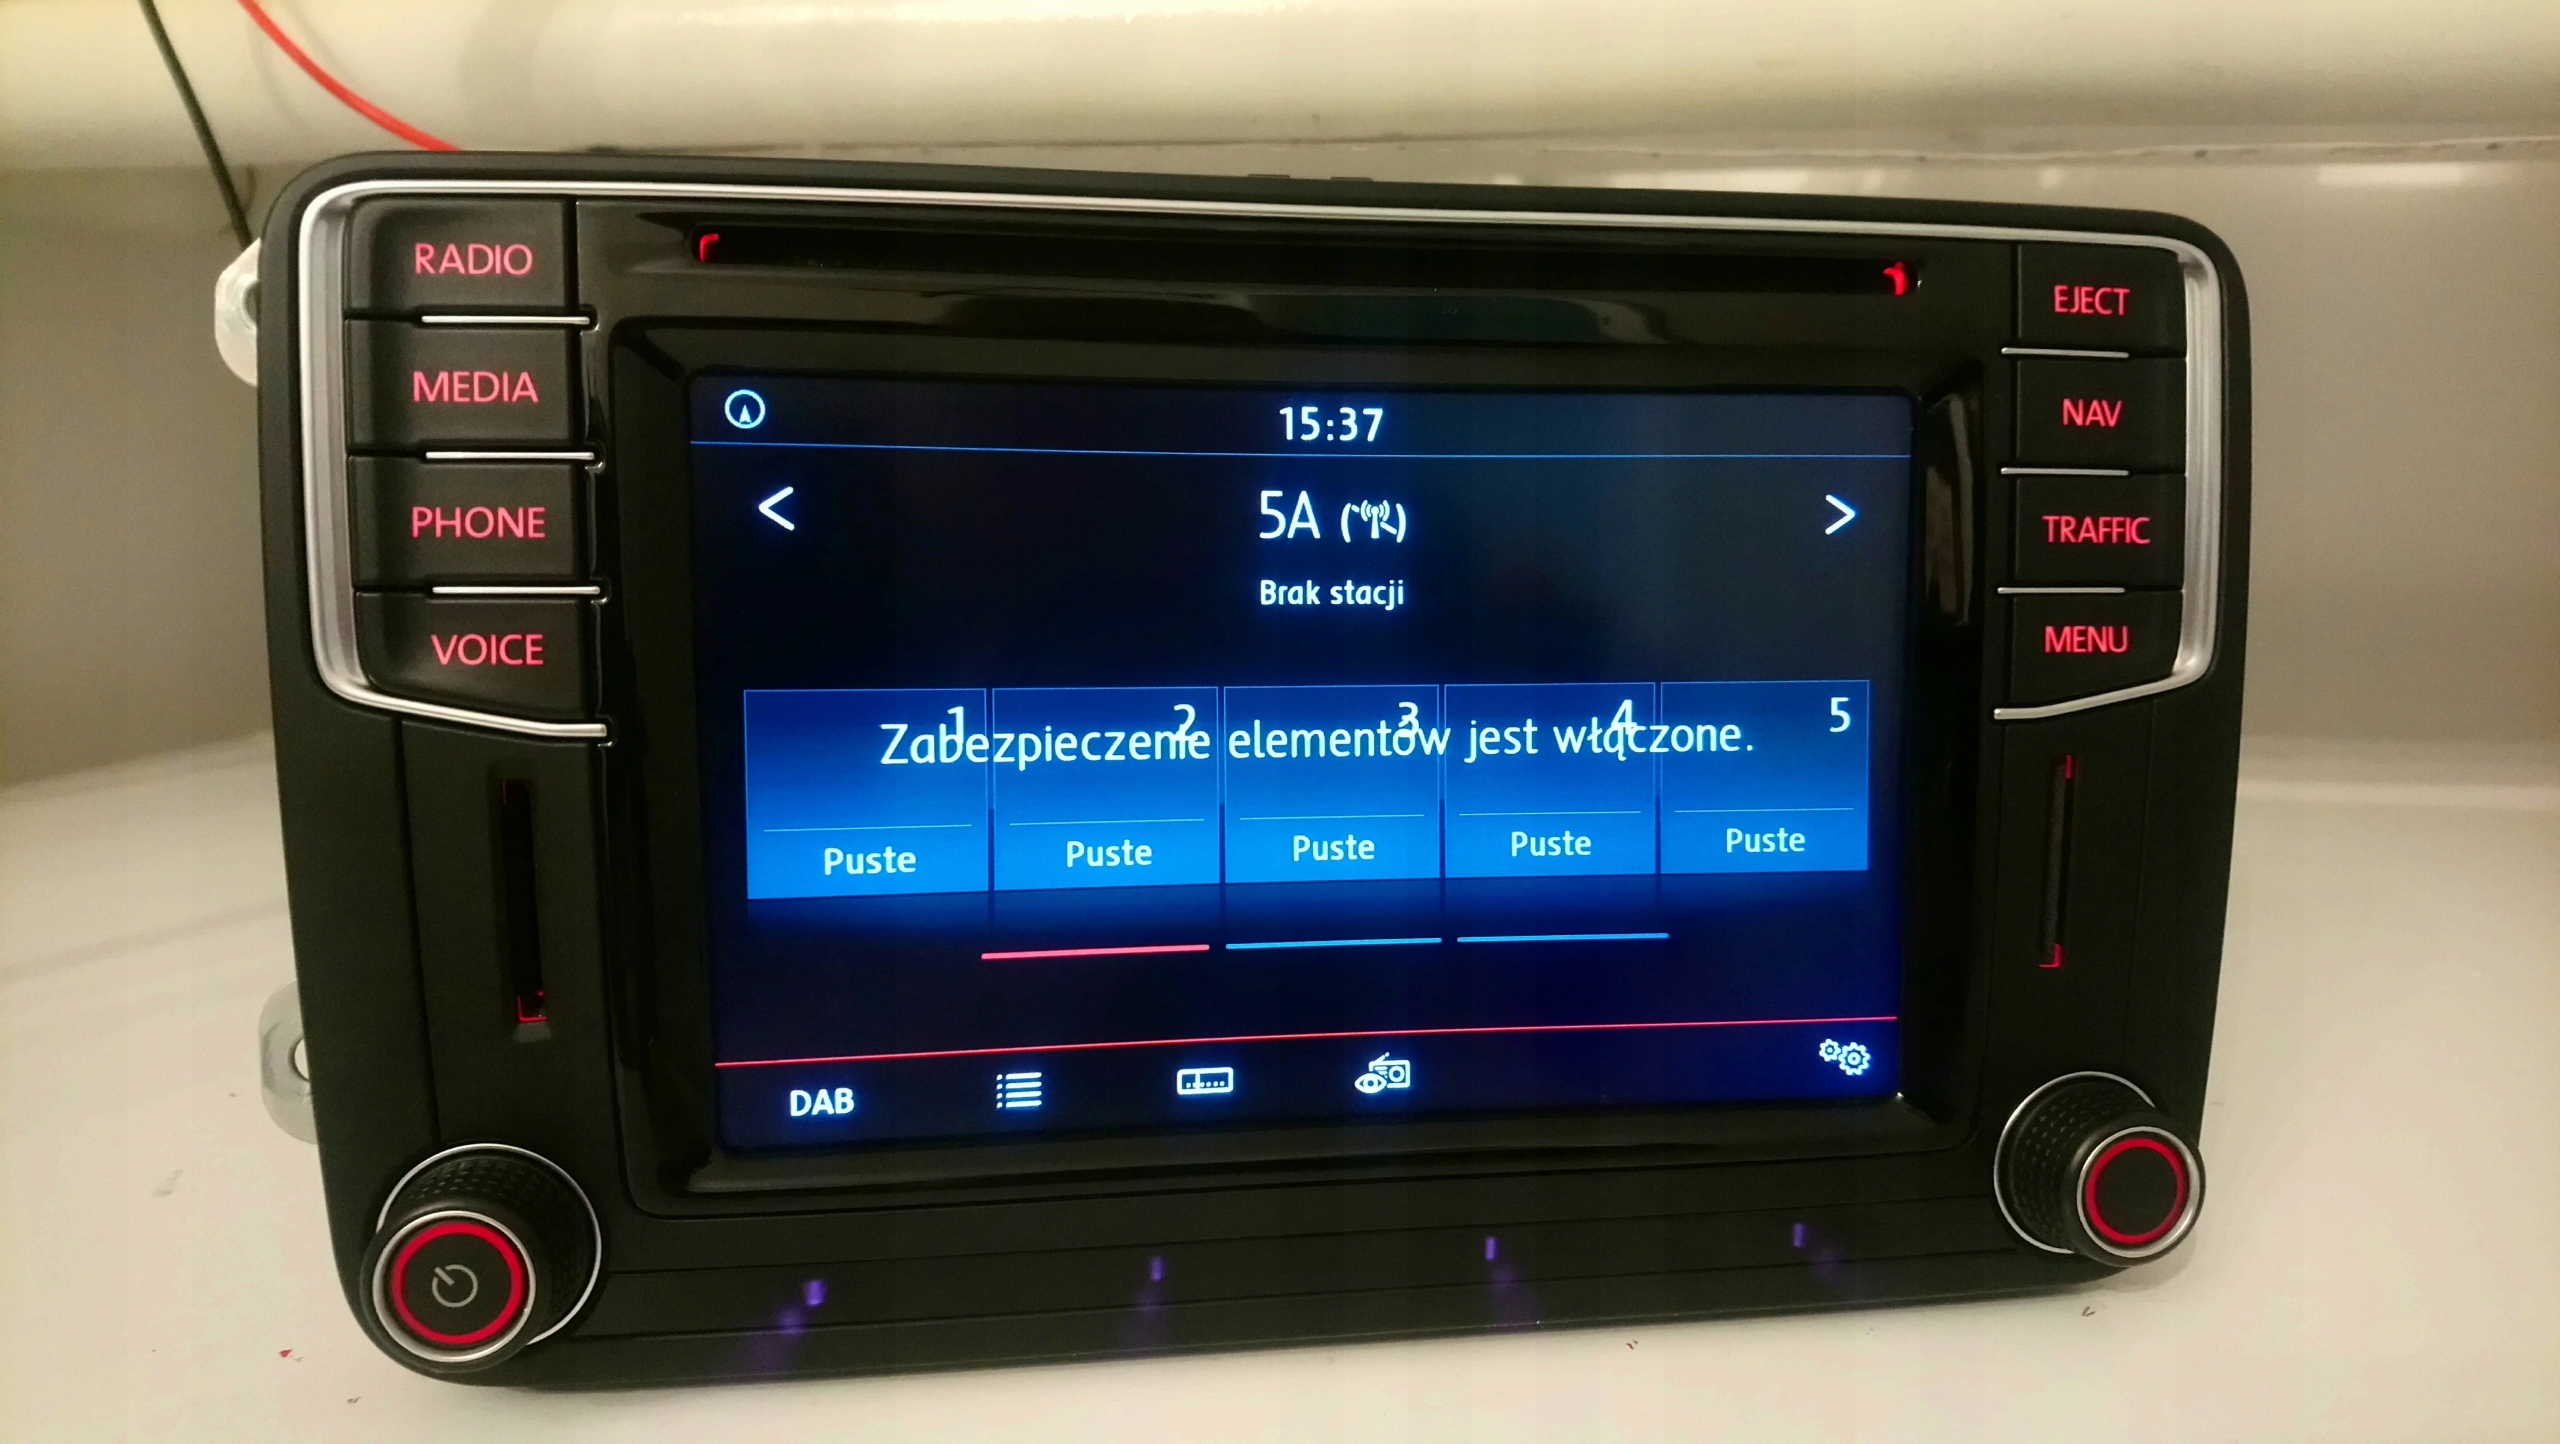 RADIO
MEDIA
PHONE
VOICE
EJECT
NAV
TRAFFIC
MENU
15:37
<
5A
>
Brak stacji
1 2 3 4 5
Zabezpieczenie elementów jest włączone.
Puste Puste Puste Puste Puste
DAB